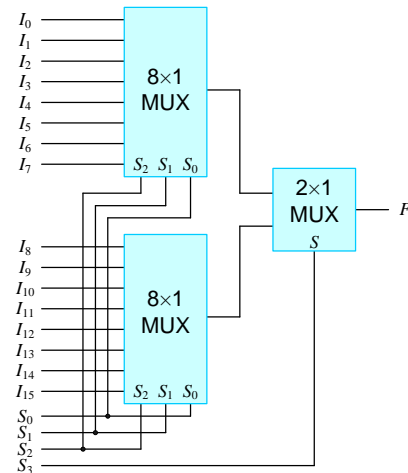 I0
I1
I2
I3
I4
I5
I6
I7
8×1
MUX
S2 S1 S0
2×1
MUX
S
F
I8
I9
I10
I11
I12
I13
I14
I15
8×1
MUX
S2 S1 S0
S0
S1
S2
S3